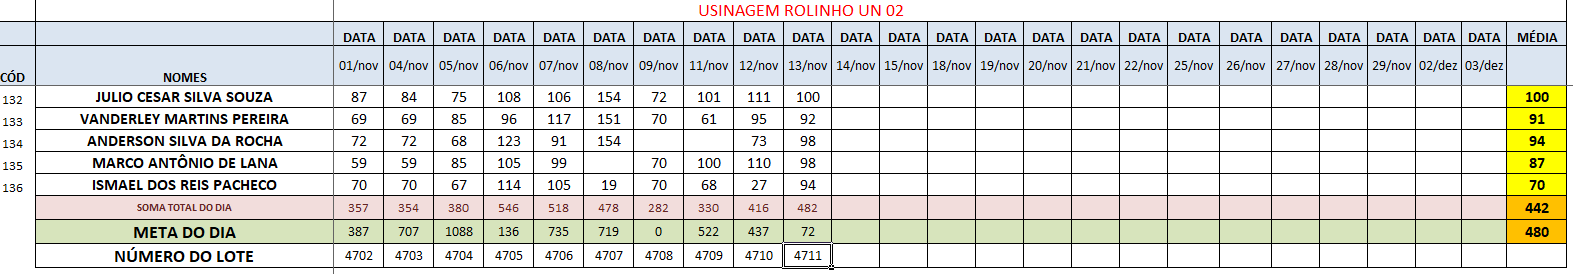 USINAGEM ROLINHO UN 02
DATA DATA DATA DATA DATA DATA DATA DATA DATA DATA DATA DATA DATA DATA DATA DATA DATA DATA DATA DATA DATA DATA DATA DATA MÉDIA
CÓD NOMES 01/nov 04/nov 05/nov 06/nov 07/nov 08/nov 09/nov 11/nov 12/nov 13/nov 14/nov 15/nov 18/nov 19/nov 20/nov 21/nov 22/nov 25/nov 26/nov 27/nov 28/nov 29/nov 02/dez 03/dez
132 JULIO CESAR SILVA SOUZA 87 84 75 108 106 154 72 101 111 100 100
133 VANDERLEY MARTINS PEREIRA 69 69 85 96 117 151 70 61 95 92 91
134 ANDERSON SILVA DA ROCHA 72 72 68 123 91 154 73 98 94
135 MARCO ANTÔNIO DE LANA 59 59 85 105 99 70 100 110 98 87
136 ISMAEL DOS REIS PACHECO 70 70 67 114 105 19 70 68 27 94 70
SOMA TOTAL DO DIA 357 354 380 546 518 478 282 330 416 482 442
META DO DIA 387 707 1088 136 735 719 0 522 437 72 480
NÚMERO DO LOTE 4702 4703 4704 4705 4706 4707 4708 4709 4710 4711